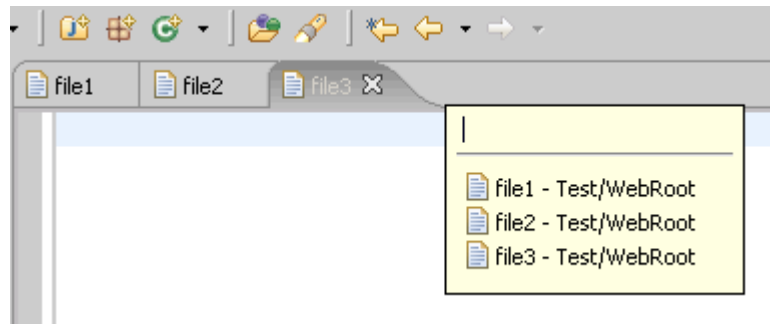 file1 file2 file3
file1 - Test/WebRoot
file2 - Test/WebRoot
file3 - Test/WebRoot